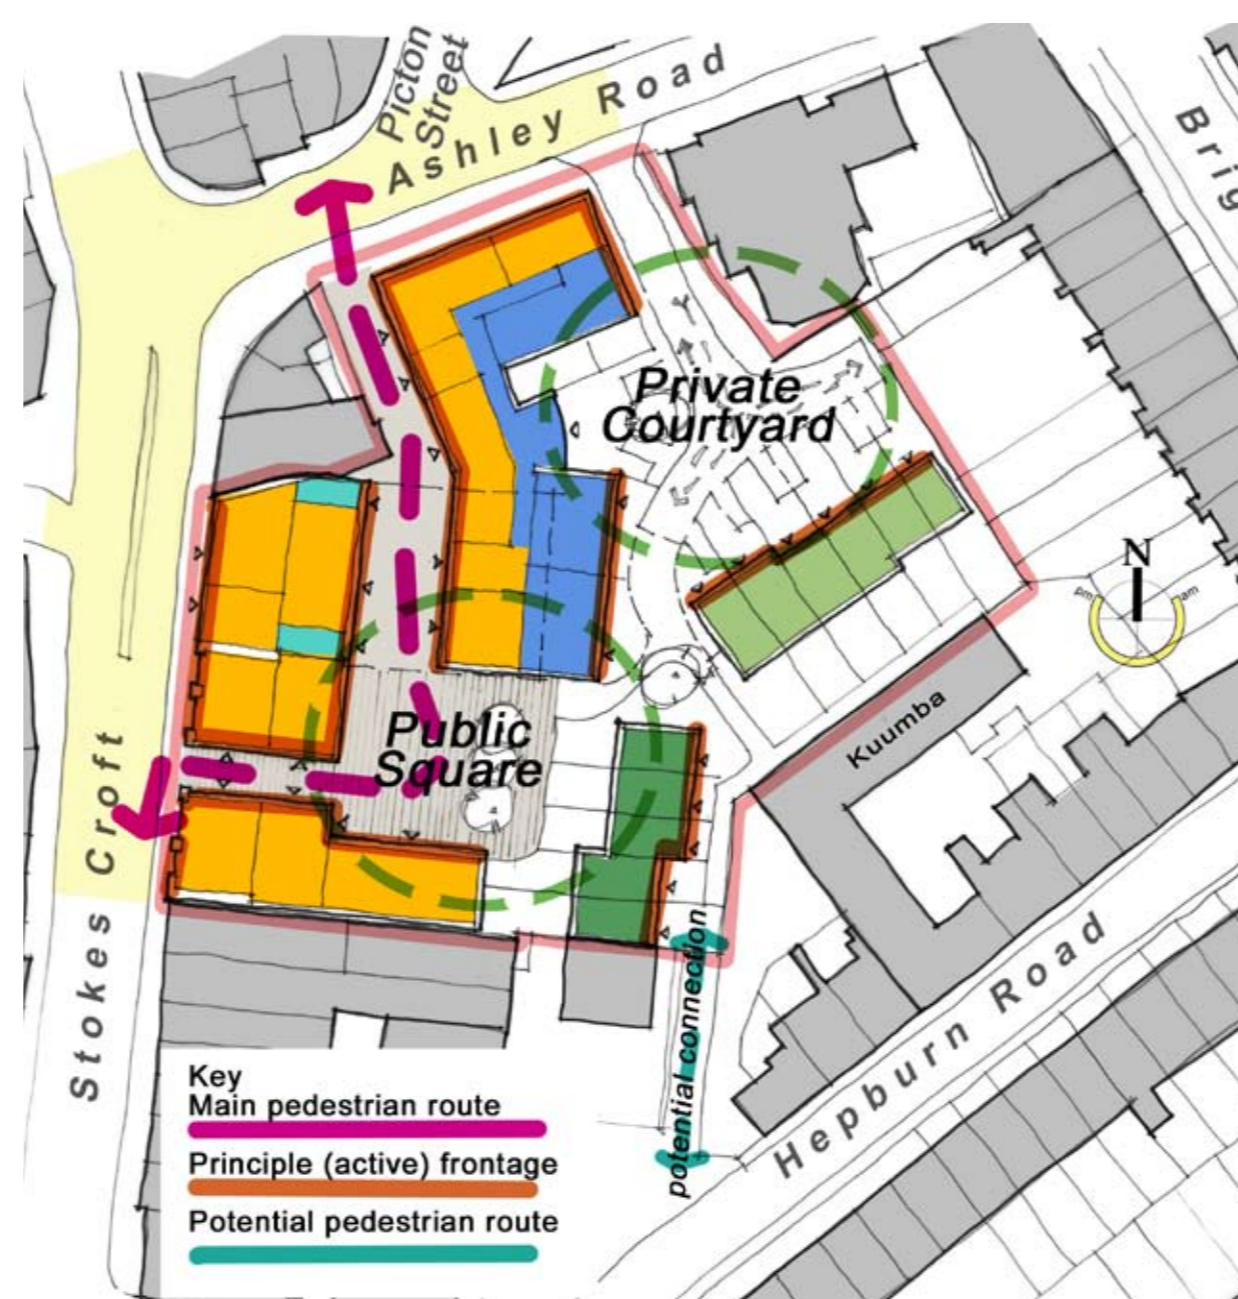 Picton
Street
Ashley Road
Brig
Private
Courtyard
N
pm
am
Kuumba
Public
Square
Stokes Croft
potential connection
Hepburn Road
Key
Main pedestrian route
Principle (active) frontage
Potential pedestrian route